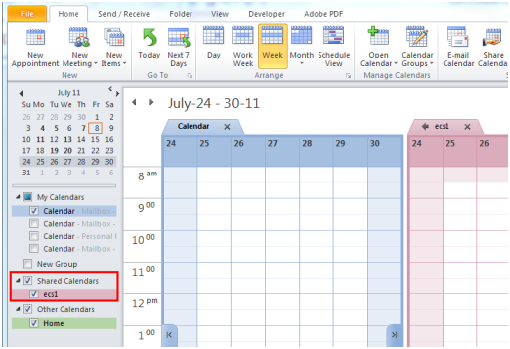 File Home Send / Receive Folder View Developer Adobe PDF
New Appointment New Meeting New Items Today Next 7 Days Day Work Week Week Month Schedule View Open Calendar Calendar Groups E-mail Calendar Share Calenda
New Go To Arrange Manage Calendars
July 11
Su Mo Tu We Th Fr Sa
26 27 28 29 30 1 2
3 4 5 6 7 8 9
10 11 12 13 14 15 16
17 18 19 20 21 22 23
24 25 26 27 28 29 30
31 1 2 3 4 5 6
July-24 - 30-11
Calendar x ecs1 x
24 25 26 27 28 29 30 24 25 26
8 am
9 00
10 00
11 00
12 pm
1 00
My Calendars
Calendar - Mailbox -
Calendar - Mailbox -
Calendar - Personal
Calendar - Mailbox -
New Group
Shared Calendars
ecs1
Other Calendars
Home